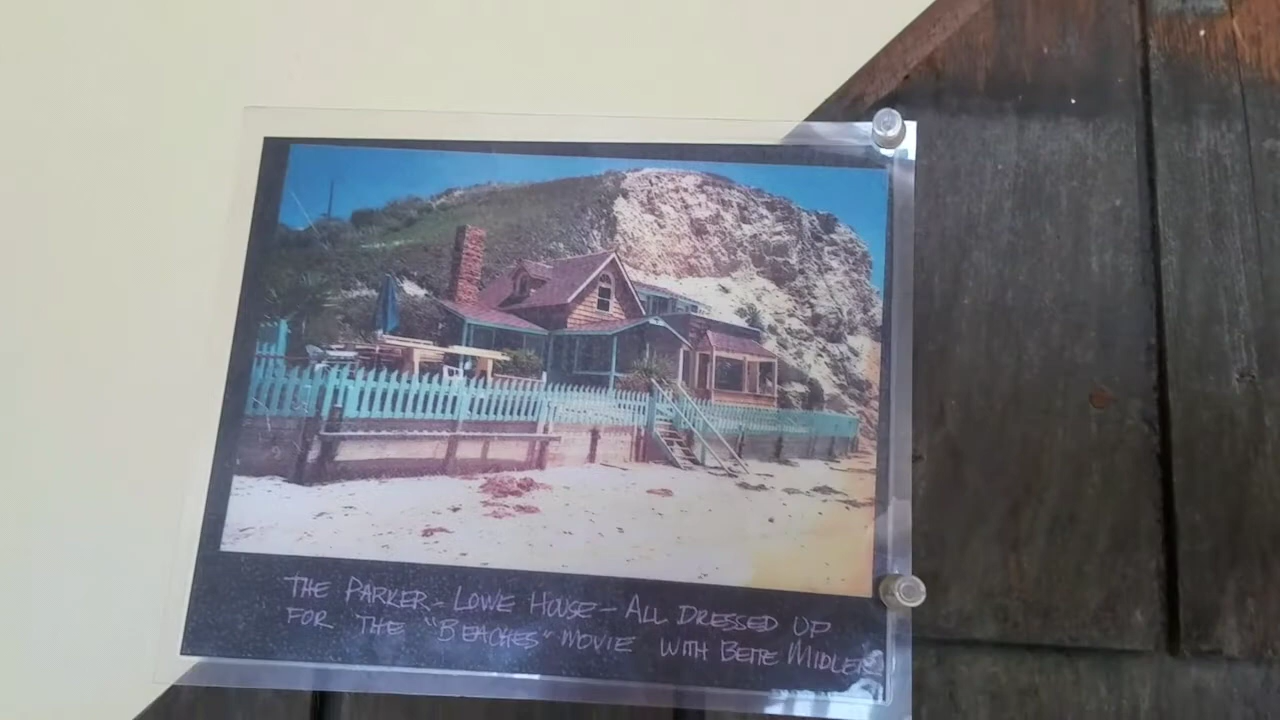 THE PARKER-LOWE HOUSE - ALL DRESSED UP
FOR THE "BEACHES" MOVIE WITH BETTE MIDLER